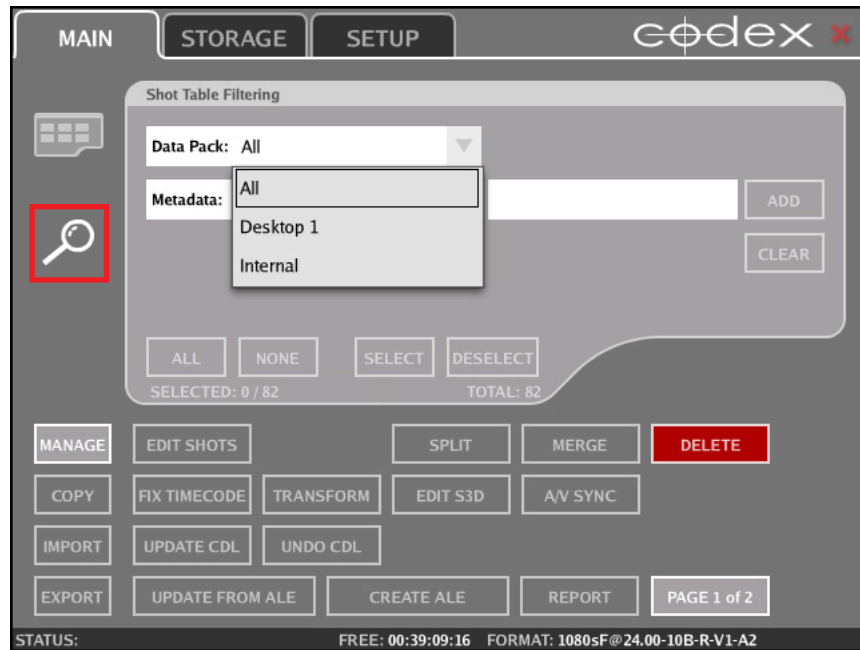 MAIN STORAGE SETUP codex
Shot Table Filtering
Data Pack: All
Metadata:
All
Desktop 1
Internal
ADD
CLEAR
ALL NONE SELECT DESELECT
SELECTED: 0 / 82 TOTAL: 82
MANAGE EDIT SHOTS SPLIT MERGE DELETE
COPY FIX TIMECODE TRANSFORM EDIT S3D A/V SYNC
IMPORT UPDATE CDL UNDO CDL
EXPORT UPDATE FROM ALE CREATE ALE REPORT PAGE 1 of 2
STATUS: FREE: 00:39:09:16 FORMAT: 1080sF@24.00-10B-R-V1-A2